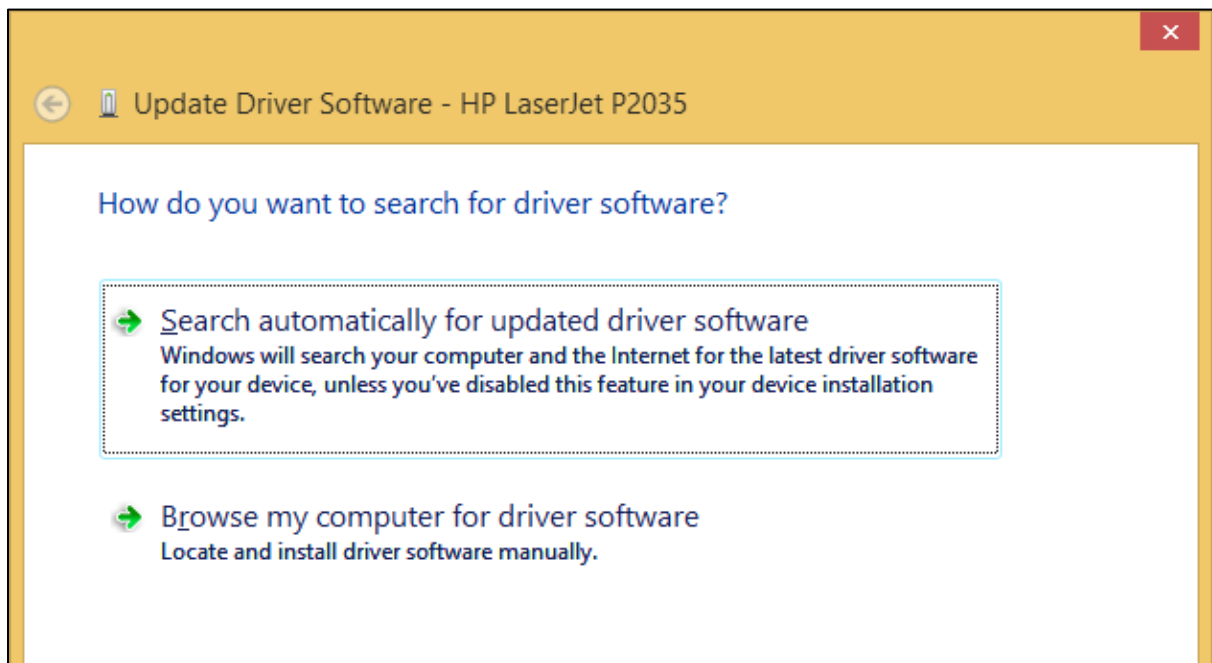 Update Driver Software - HP LaserJet P2035
How do you want to search for driver software?
Search automatically for updated driver software
Windows will search your computer and the Internet for the latest driver software
for your device, unless you've disabled this feature in your device installation
settings.
Browse my computer for driver software
Locate and install driver software manually.